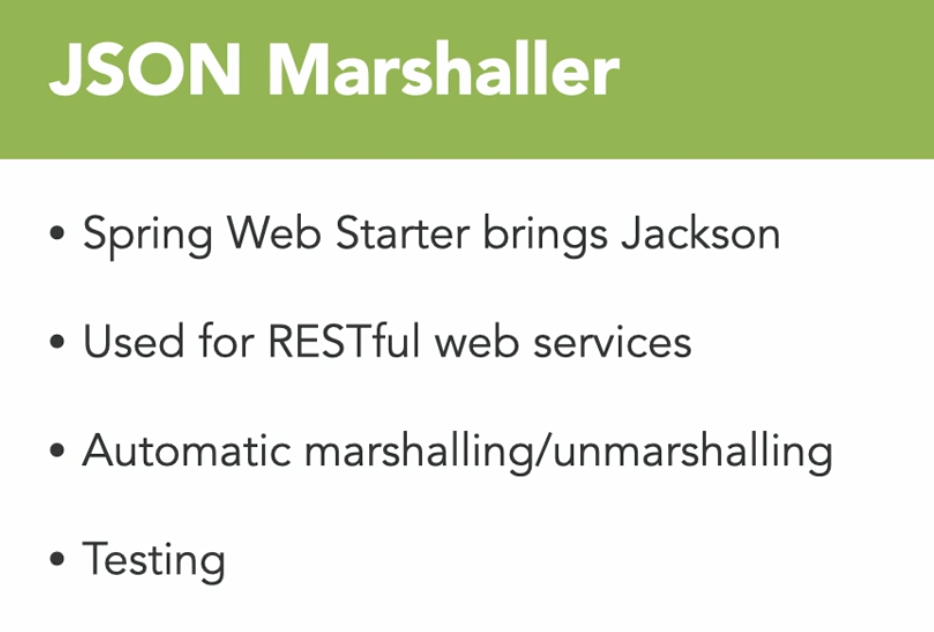 JSON Marshaller
• Spring Web Starter brings Jackson
• Used for RESTful web services
• Automatic marshalling/unmarshalling
• Testing